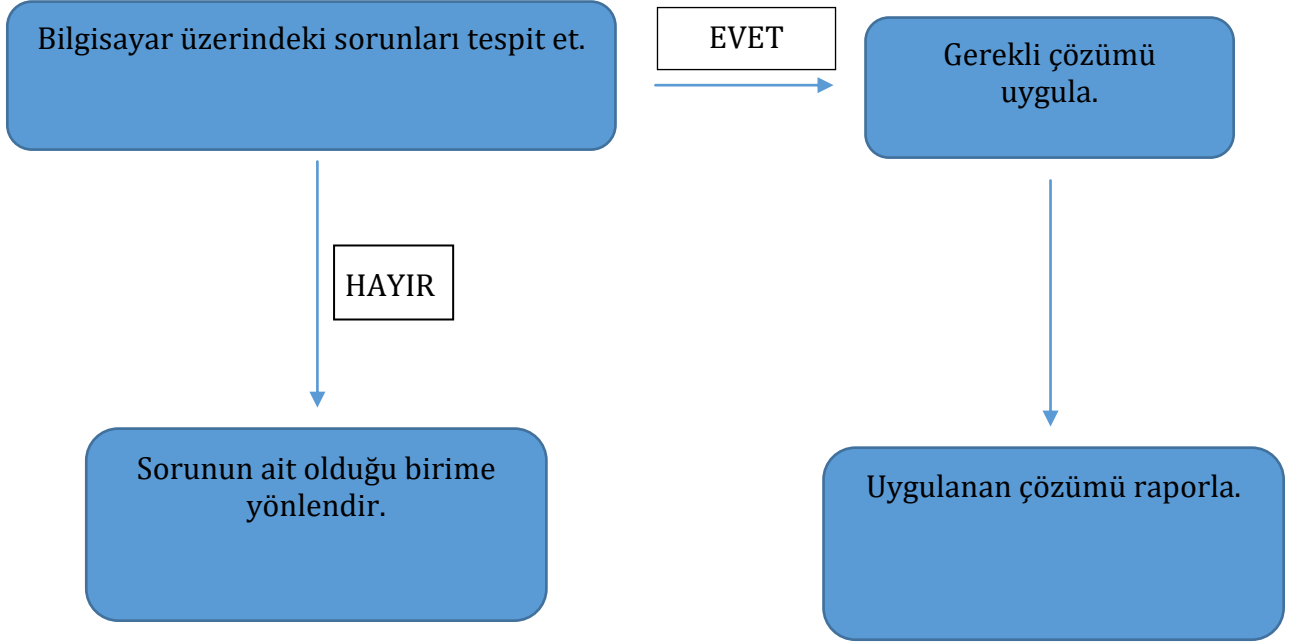 Bilgisayar üzerindeki sorunları tespit et.
EVET
Gerekli çözümü
uygula.
HAYIR
Sorunun ait olduğu birime
yönlendir.
Uygulanan çözümü raporla.